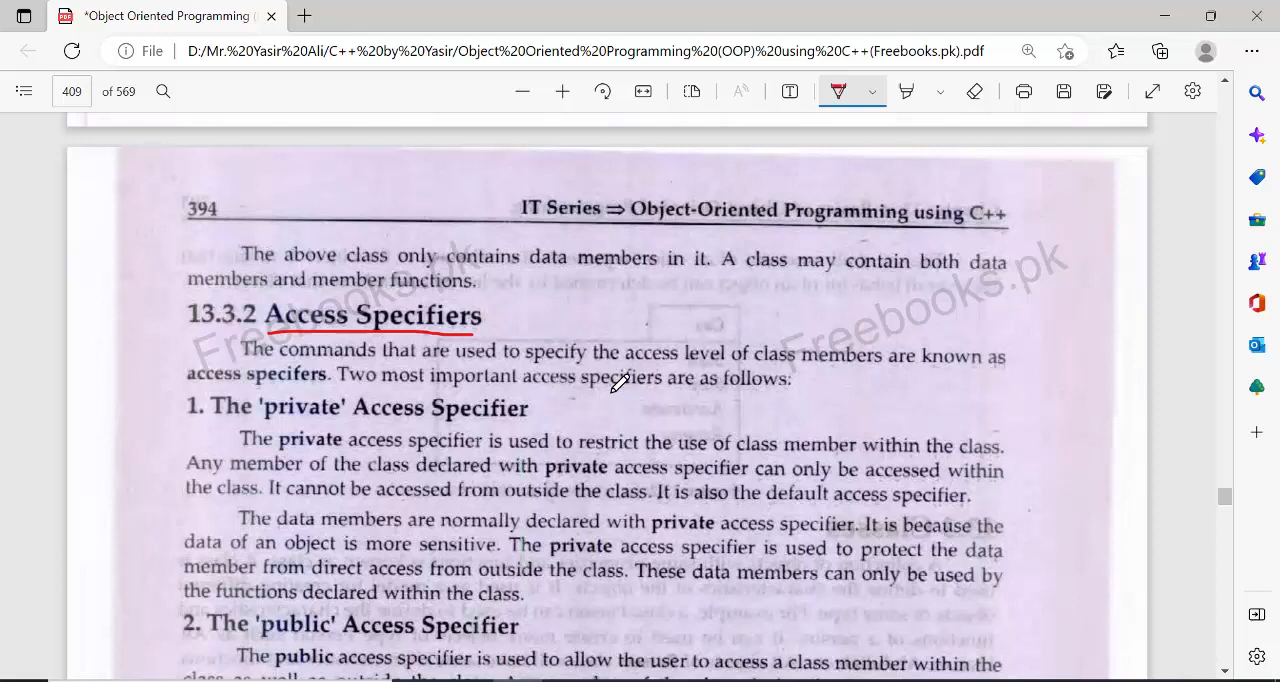 *Object Oriented Programming (
File
D:/Mr.%20Yasir%20Ali/C++%20by%20Yasir/Object%20Oriented%20Programming%20(OOP)%20using%20C++(Freebooks.pk).pdf
409 of 569
394 IT Series ⇒ Object-Oriented Programming using C++
The above class only contains data members in it. A class may contain both data
members and member functions.
13.3.2 Access Specifiers
The commands that are used to specify the access level of class members are known as
access specifers. Two most important access specifiers are as follows:
1. The 'private' Access Specifier
The private access specifier is used to restrict the use of class member within the class.
Any member of the class declared with private access specifier can only be accessed within
the class. It cannot be accessed from outside the class. It is also the default access specifier.
The data members are normally declared with private access specifier. It is because the
data of an object is more sensitive. The private access specifier is used to protect the data
member from direct access from outside the class. These data members can only be used by
the functions declared within the class.
2. The 'public' Access Specifier
The public access specifier is used to allow the user to access a class member within the
Freebooks.pk
Freebooks.pk